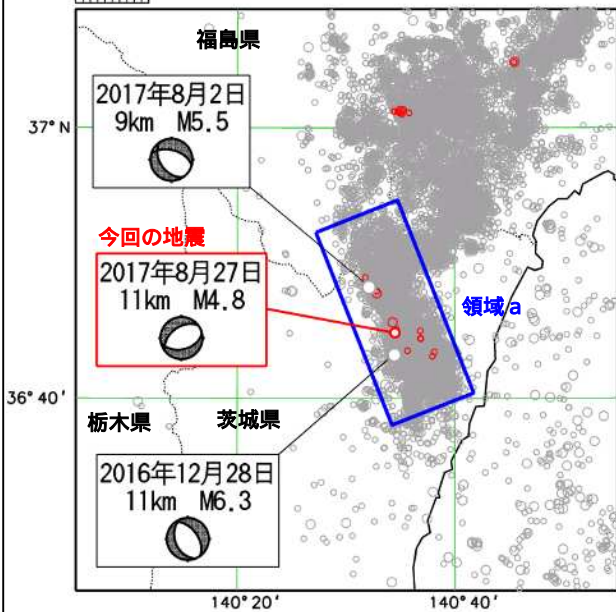 福島県
2017年8月2日
9km M5.5
37°N
今回の地震
2017年8月27日
11km M4.8
領域a
36°40'
栃木県
茨城県
2016年12月28日
11km M6.3
140°20'
140°40'